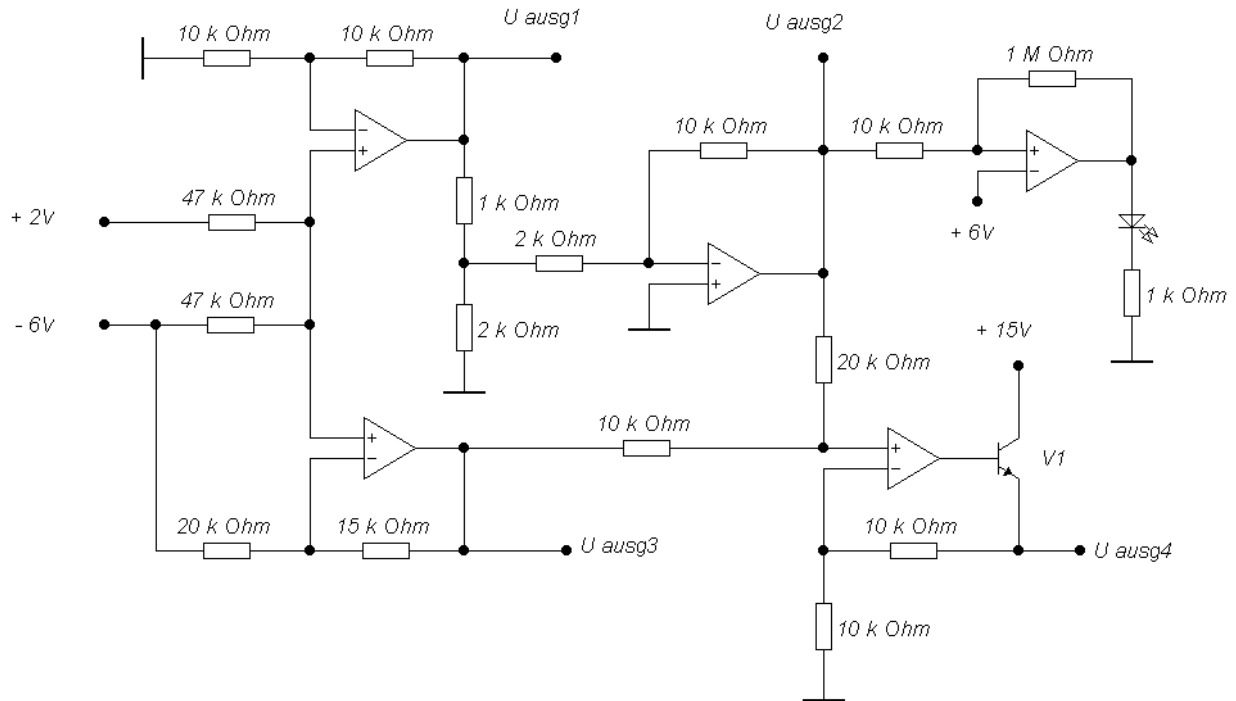 U ausg1
U ausg2
10 k Ohm
10 k Ohm
1 M Ohm
-
+
10 k Ohm
10 k Ohm
+
-
47 k Ohm
+ 2V
1 k Ohm
2 k Ohm
+ 6V
-
+
47 k Ohm
- 6V
2 k Ohm
1 k Ohm
+ 15V
20 k Ohm
10 k Ohm
+
-
+
-
V1
20 k Ohm
15 k Ohm
U ausg3
10 k Ohm
U ausg4
10 k Ohm